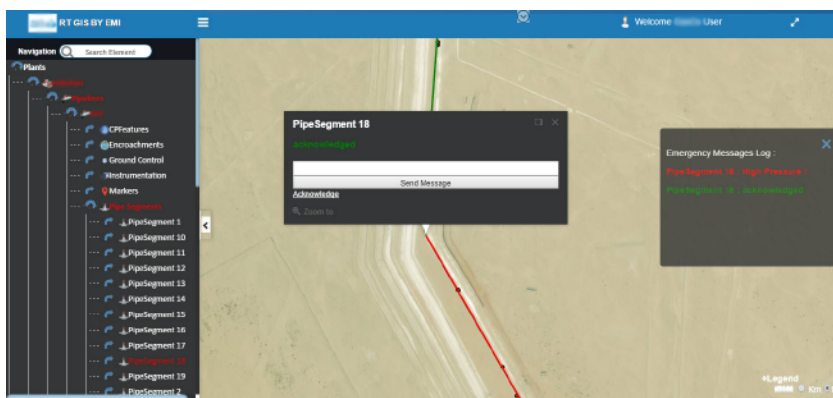 RT GIS BY EMI
Welcome
User
Navigation
Search Element
Plants
CPFeatures
Encroachments
Ground Control
Instrumentation
Markers
Pipe Segments
PipeSegment 1
PipeSegment 10
PipeSegment 11
PipeSegment 12
PipeSegment 13
PipeSegment 14
PipeSegment 15
PipeSegment 16
PipeSegment 17
PipeSegment 18
PipeSegment 19
PipeSegment 2
PipeSegment 18
acknowledged
Send Message
Acknowledge
Zoom to
Emergency Messages Log :
PipeSegment 18 : High Pressure !
PipeSegment 18 : acknowledged
Legend
Km